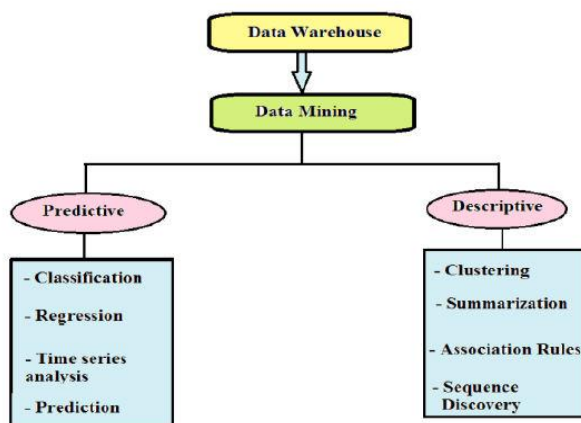 Data Warehouse
Data Mining
Predictive
- Classification
- Regression
- Time series
analysis
- Prediction
Descriptive
- Clustering
- Summarization
- Association Rules
- Sequence
Discovery